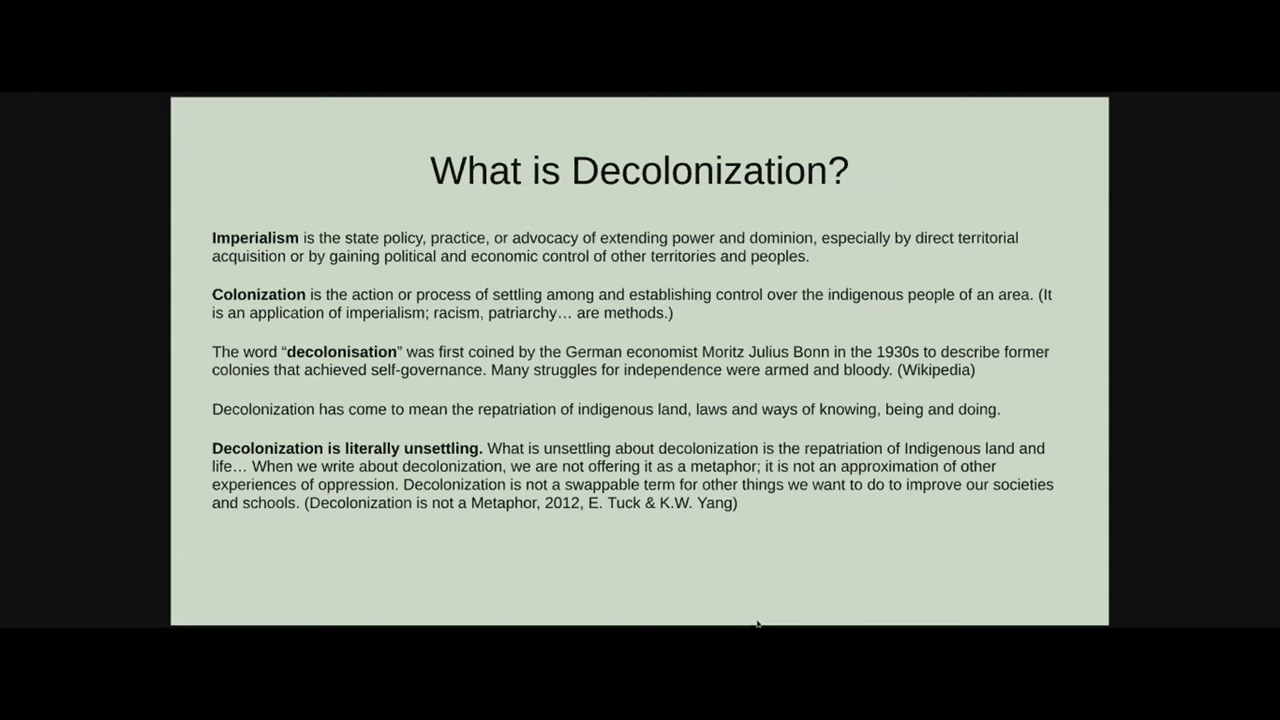 What is Decolonization?
Imperialism is the state policy, practice, or advocacy of extending power and dominion, especially by direct territorial
acquisition or by gaining political and economic control of other territories and peoples.
Colonization is the action or process of settling among and establishing control over the indigenous people of an area. (It
is an application of imperialism; racism, patriarchy… are methods.)
The word “decolonisation” was first coined by the German economist Moritz Julius Bonn in the 1930s to describe former
colonies that achieved self-governance. Many struggles for independence were armed and bloody. (Wikipedia)
Decolonization has come to mean the repatriation of indigenous land, laws and ways of knowing, being and doing.
Decolonization is literally unsettling. What is unsettling about decolonization is the repatriation of Indigenous land and
life… When we write about decolonization, we are not offering it as a metaphor; it is not an approximation of other
experiences of oppression. Decolonization is not a swappable term for other things we want to do to improve our societies
and schools. (Decolonization is not a Metaphor, 2012, E. Tuck & K.W. Yang)